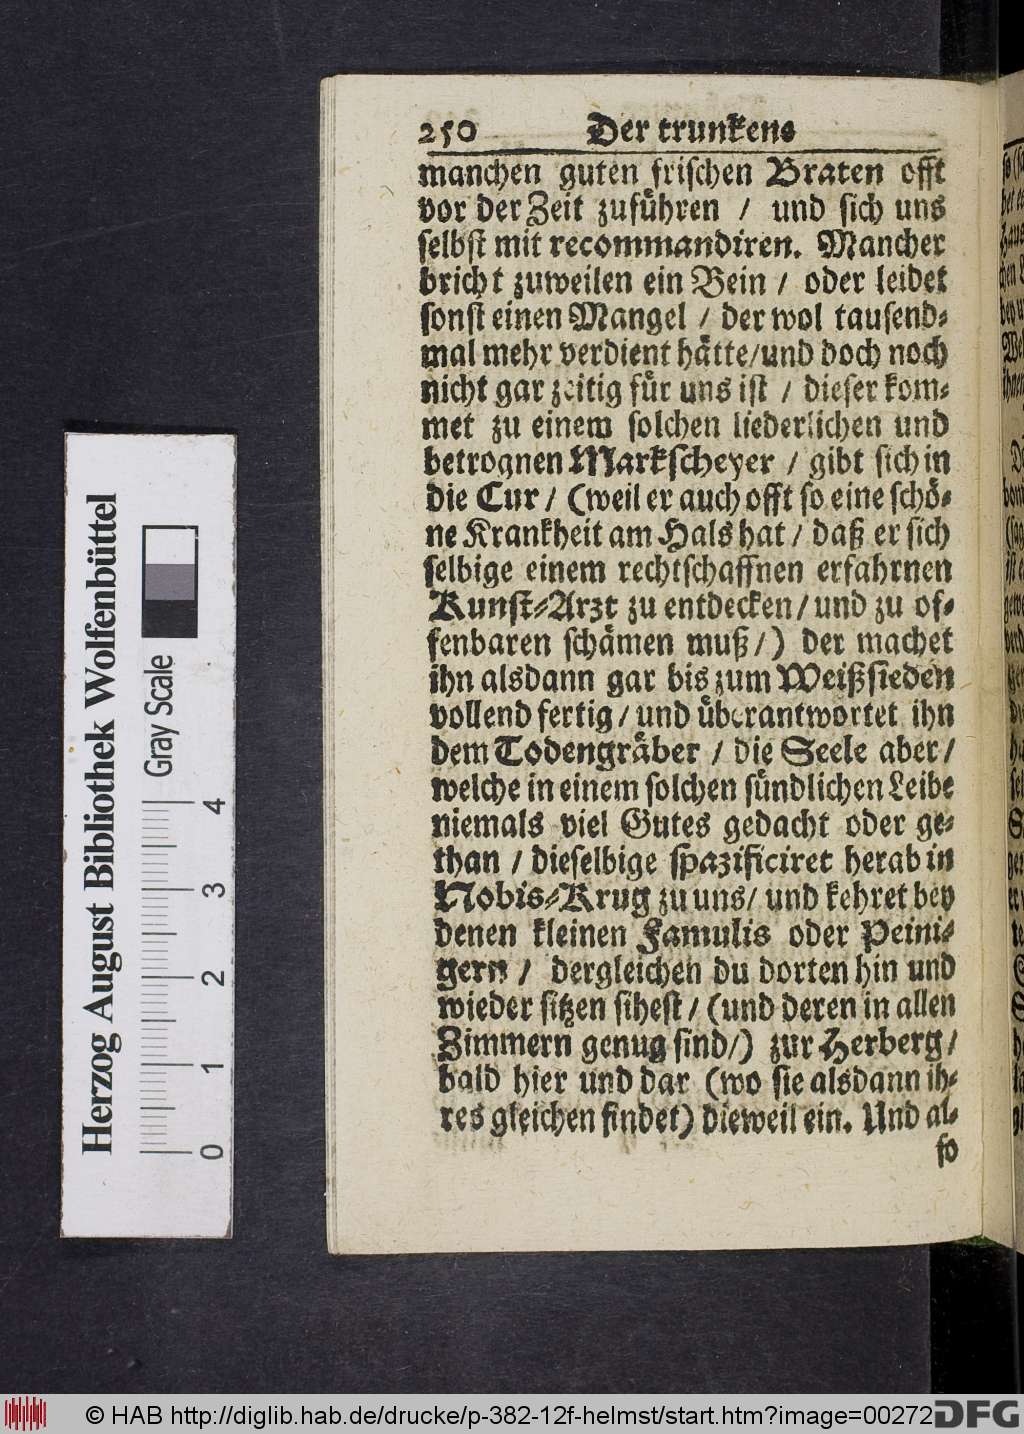 250 Der trunkene
manchen guten frischen Braten offt
vor der Zeit zuführen / und sich uns
selbst mit recommandiren. Mancher
bricht zuweilen ein Bein / oder leidet
sonst einen Mangel / der wol tausend-
mal mehr verdient hätte/und doch noch
nicht gar zeitig für uns ist / dieser kom-
met zu einem solchen liederlichen und
betrognen Markscheyer / gibt sich in
die Cur / (weil er auch offt so eine schö-
ne Krankheit am Hals hat / daß er sich
selbige einem rechtschaffnen erfahrnen
Kunst-Arzt zu entdecken / und zu of-
fenbaren schämen muß/) der machet
ihn alsdann gar bis zum Weißsieden
vollend fertig / und überantwortet ihn
dem Todengräber / die Seele aber /
welche in einem solchen sündlichen Leibe
niemals viel Gutes gedacht oder ge-
than / dieselbige spazificiret herab in
Nobis-Krug zu uns/ und kehret bey
denen kleinen Famulis oder Peini-
gern / dergleichen du dorten hin und
wieder sitzen sihest / (und deren in allen
Zimmern genug sind/) zur Herberg /
bald hier und dar (wo sie alsdann ih-
res gleichen findet) dieweil ein. Und al-
so
Herzog August Bibliothek Wolfenbüttel
Gray Scale
0 1 2 3 4
© HAB http://diglib.hab.de/drucke/p-382-12f-helmst/start.htm?image=00272
DFG